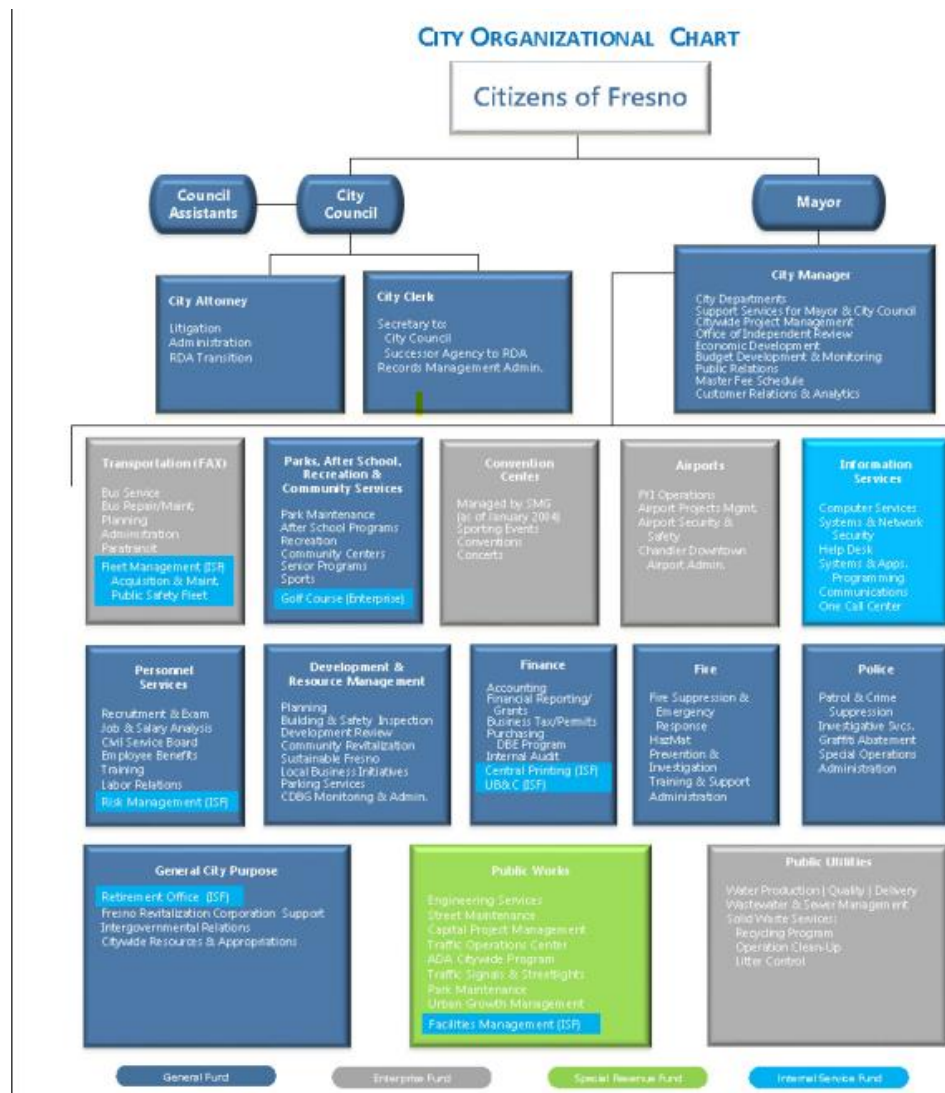 CITY ORGANIZATIONAL CHART
Citizens of Fresno
Council
Assistants
City
Council
Mayor
City Attorney
Litigation
Administration
RDA Transition
City Clerk
Secretary to:
City Council
Successor Agency to RDA
Records Management Admin.
City Manager
City Departments
Support Services for Mayor & City Council
Citywide Project Management
Office of Independent Review
Economic Development
Budget Development & Monitoring
Public Relations
Master Fee Schedule
Customer Relations & Analytics
Transportation (FAX)
Bus Service
Bus Repair/Maint.
Planning
Administration
Paratransit
Fleet Management (ISF)
Acquisition & Maint.
Public Safety Fleet
Parks, After School,
Recreation &
Community Services
Park Maintenance
After School Programs
Recreation
Community Centers
Senior Programs
Sports
Golf Course (Enterprise)
Convention
Center
Managed by SMG
(as of January 2004)
Sporting Events
Conventions
Concerts
Airports
FYI Operations
Airport Projects Mgmt.
Airport Security &
Safety
Chandler Downtown
Airport Admin.
Information
Services
Computer Services
Systems & Network
Security
Help Desk
Systems & Apps.
Programming
Communications
One Call Center
Personnel
Services
Recruitment & Exam
Job & Salary Analysis
Civil Service Board
Employee Benefits
Training
Labor Relations
Risk Management (ISF)
Development &
Resource Management
Planning
Building & Safety Inspection
Development Review
Community Revitalization
Sustainable Fresno
Local Business Initiatives
Parking Services
CDBG Monitoring & Admin.
Finance
Accounting
Financial Reporting/
Grants
Business Tax/Permits
Purchasing
DBE Program
Internal Audit
Central Printing (ISF)
UB&C (ISF)
Fire
Fire Suppression &
Emergency
Response
HazMat
Prevention &
Investigation
Training & Support
Administration
Police
Patrol & Crime
Suppression
Investigative Svcs.
Graffiti Abatement
Special Operations
Administration
General City Purpose
Retirement Office (ISF)
Fresno Revitalization Corporation Support
Intergovernmental Relations
Citywide Resources & Appropriations
Public Works
Engineering Services
Street Maintenance
Capital Project Management
Traffic Operations Center
ADA Citywide Program
Traffic Signals & Streetlights
Park Maintenance
Urban Growth Management
Facilities Management (ISF)
Public Utilities
Water Production | Quality | Delivery
Wastewater & Sewer Management
Solid Waste Services:
Recycling Program
Operation Clean-Up
Litter Control
General Fund
Enterprise Fund
Special Revenue Fund
Internal Service Fund